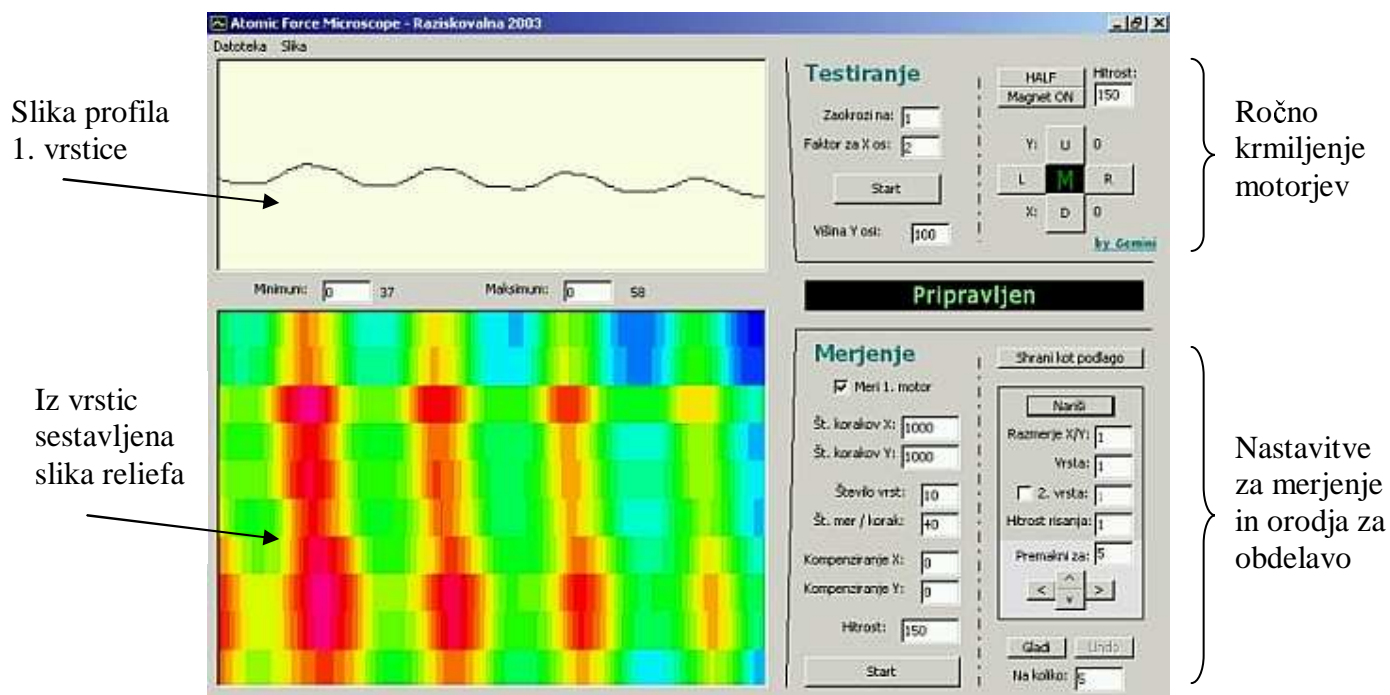 Atomic Force Microscope - Raziskovalna 2003
Datoteka Slika
Slika profila
1. vrstice
Testiranje
Zaokrozi na: 1
Faktor za X os: 2
Start
Višina Y osi: 100
HALF
Magnet ON
Hitrost:
150
Y: U 0
L M R
X: D 0
by Gemini
Ročno
krmiljenje
motorjev
Minimum: 0 37 Maksimum: 0 58
Pripravljen
Iz vrstic
sestavljena
slika reliefa
Merjenje
Meri 1. motor
Št. korakov X: 1000
Št. korakov Y: 1000
Število vrst: 10
Št. mer / korak: 40
Kompenziranje X: 0
Kompenziranje Y: 0
Hitrost: 150
Start
Shrani kot podlago
Nariši
Razmerje X/Y: 1
Vrsta: 1
2. vrsta: 1
Hitrost risanja: 1
Premakni za: 5
< ^ v >
Gladi Undo
Na koliko: 5
Nastavitve
za merjenje
in orodja za
obdelavo